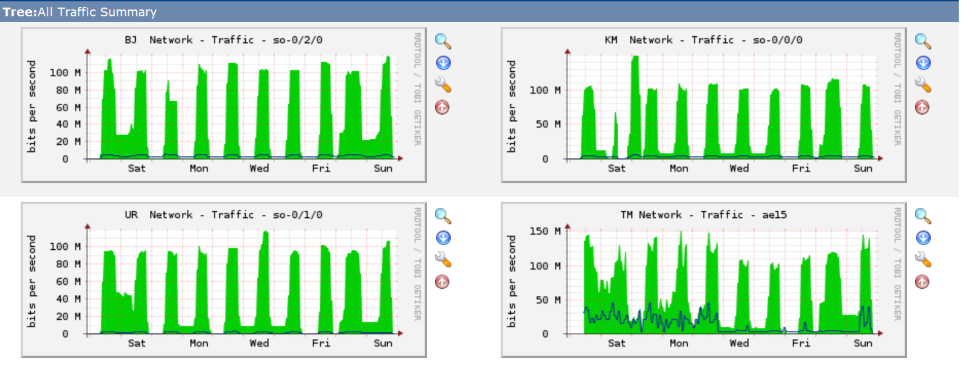 Tree:All Traffic Summary
BJ Network - Traffic - so-0/2/0
bits per second
100 M
80 M
60 M
40 M
20 M
0
Sat Mon Wed Fri Sun
RRDTOOL / TOBI OETIKER
KM Network - Traffic - so-0/0/0
bits per second
100 M
50 M
0
Sat Mon Wed Fri Sun
RRDTOOL / TOBI OETIKER
UR Network - Traffic - so-0/1/0
bits per second
100 M
80 M
60 M
40 M
20 M
0
Sat Mon Wed Fri Sun
RRDTOOL / TOBI OETIKER
TM Network - Traffic - ae15
bits per second
150 M
100 M
50 M
0
Sat Mon Wed Fri Sun
RRDTOOL / TOBI OETIKER